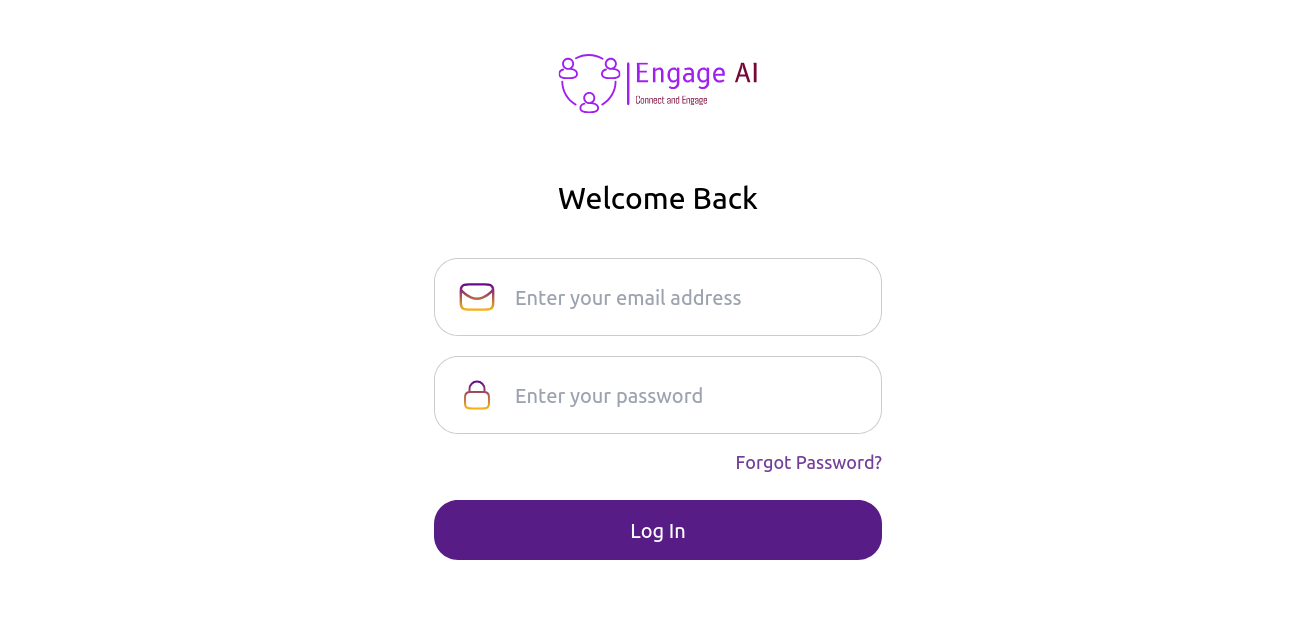 Engage AI
Connect and Engage
Welcome Back
Enter your email address
Enter your password
Forgot Password?
Log In